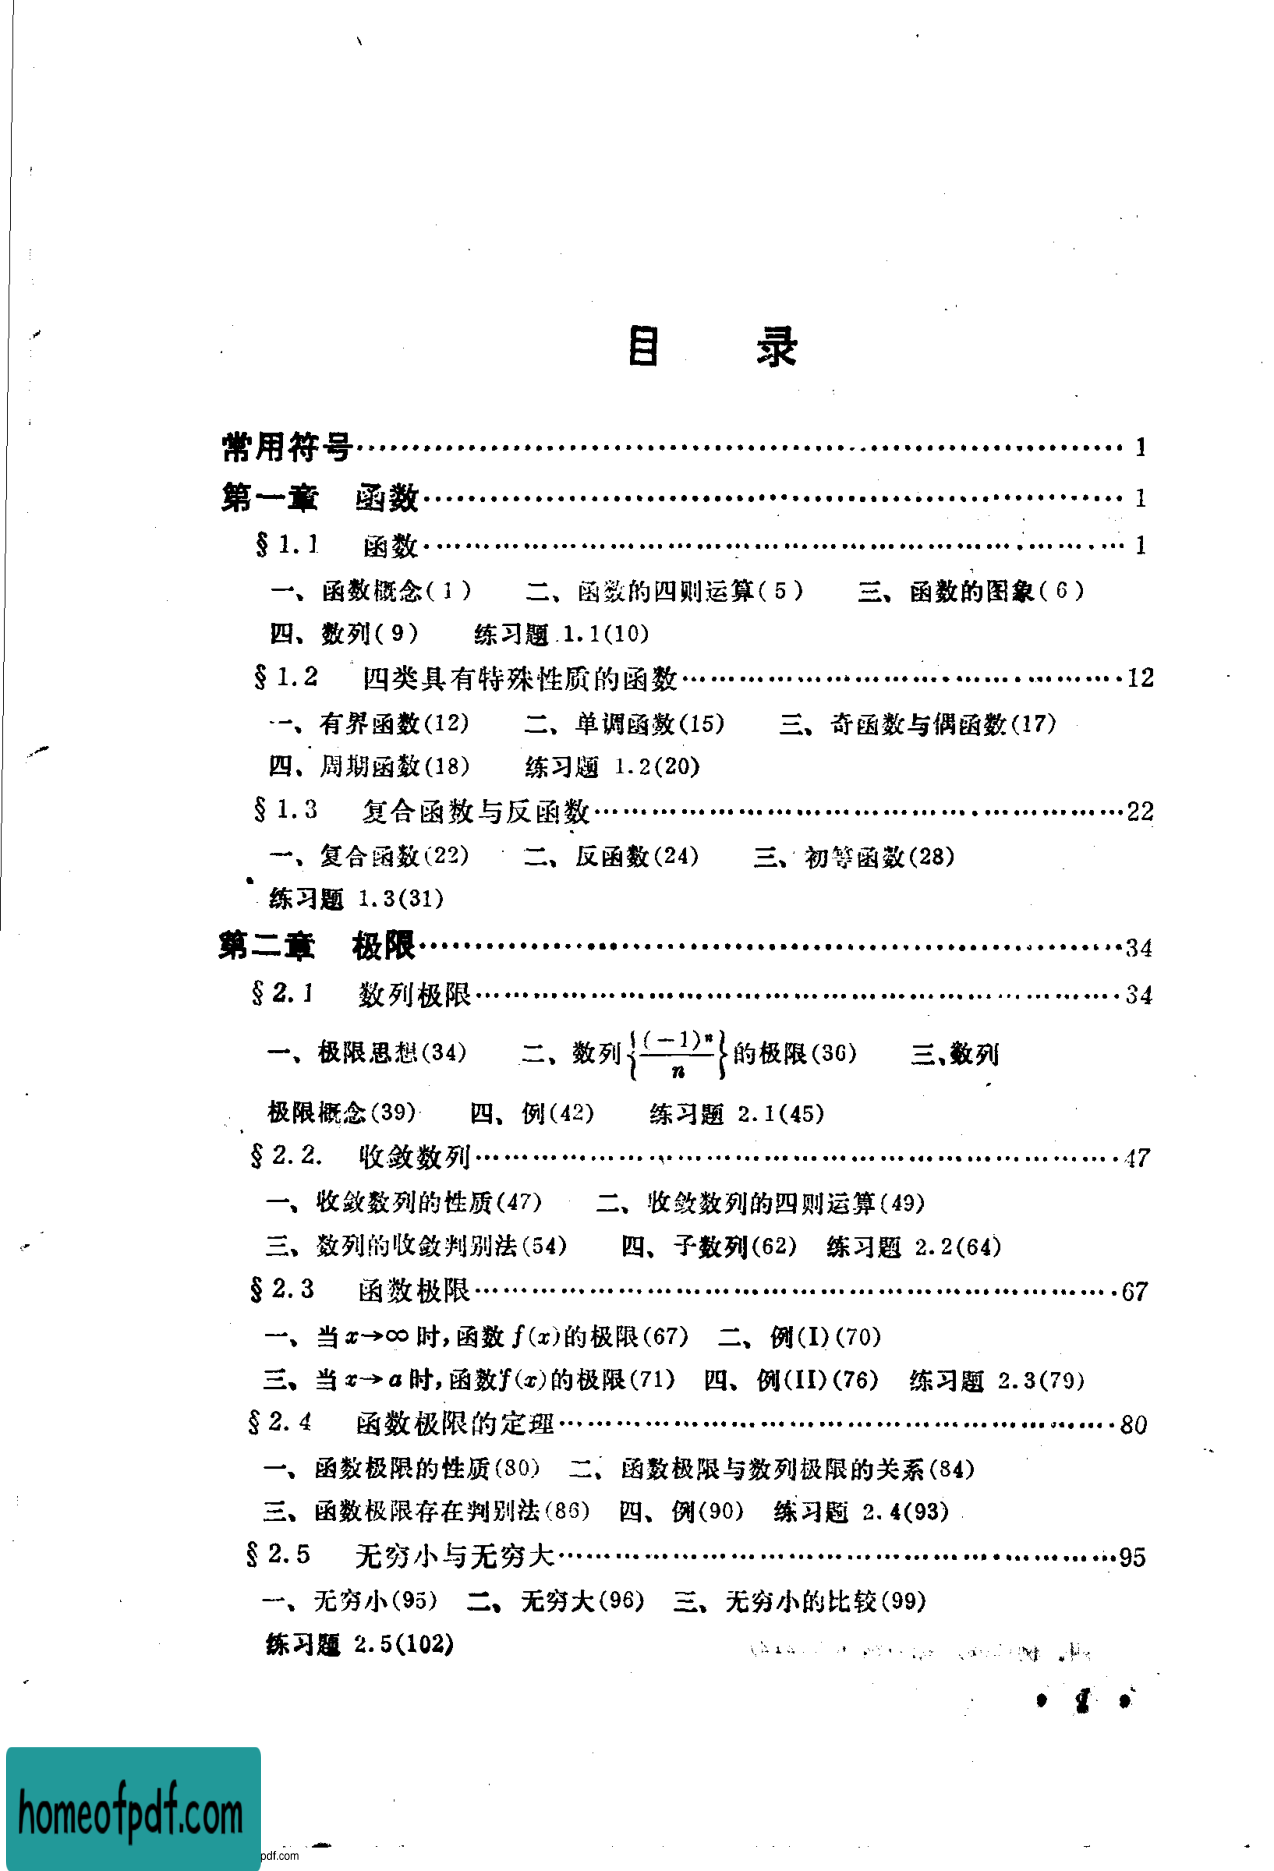 目 录
常用符号…………………………………………………………… 1
第一章 函数…………………………………………………………… 1
§1.1 函数…………………………………………………………… 1
一、函数概念(1) 二、函数的四则运算(5) 三、函数的图象(6)
四、数列(9) 练习题 1.1(10)
§1.2 四类具有特殊性质的函数……………………………………12
一、有界函数(12) 二、单调函数(15) 三、奇函数与偶函数(17)
四、周期函数(18) 练习题 1.2(20)
§1.3 复合函数与反函数……………………………………………22
一、复合函数(22) 二、反函数(24) 三、初等函数(28)
练习题 1.3(31)
第二章 极限……………………………………………………………34
§2.1 数列极限………………………………………………………34
一、极限思想(34) 二、数列{(-1)ⁿ/n}的极限(36) 三、数列
极限概念(39) 四、例(42) 练习题 2.1(45)
§2.2. 收敛数列………………………………………………………47
一、收敛数列的性质(47) 二、收敛数列的四则运算(49)
三、数列的收敛判别法(54) 四、子数列(62) 练习题 2.2(64)
§2.3 函数极限………………………………………………………67
一、当x→∞时,函数f(x)的极限(67) 二、例(I)(70)
三、当x→a时,函数f(x)的极限(71) 四、例(II)(76) 练习题 2.3(79)
§2.4 函数极限的定理………………………………………………80
一、函数极限的性质(80) 二、函数极限与数列极限的关系(84)
三、函数极限存在判别法(86) 四、例(90) 练习题 2.4(93)
§2.5 无穷小与无穷大………………………………………………95
一、无穷小(95) 二、无穷大(96) 三、无穷小的比较(99)
练习题 2.5(102)
• 1 •
homeofpdf.com
pdf.com